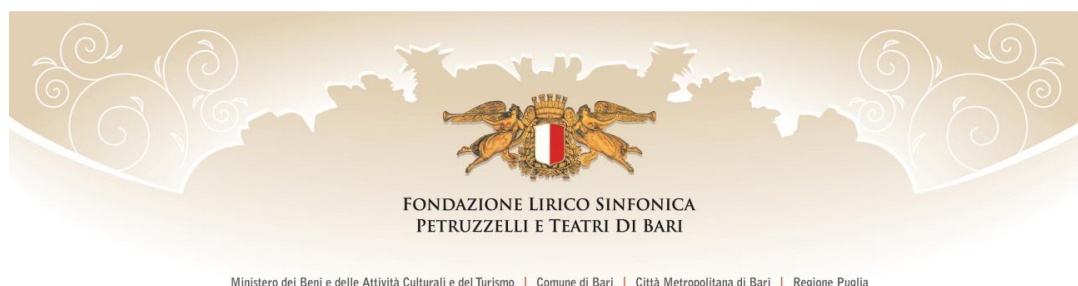 FONDAZIONE LIRICO SINFONICA
PETRUZZELLI E TEATRI DI BARI
Ministero dei Beni e delle Attività Culturali e del Turismo | Comune di Bari | Città Metropolitana di Bari | Regione Puglia